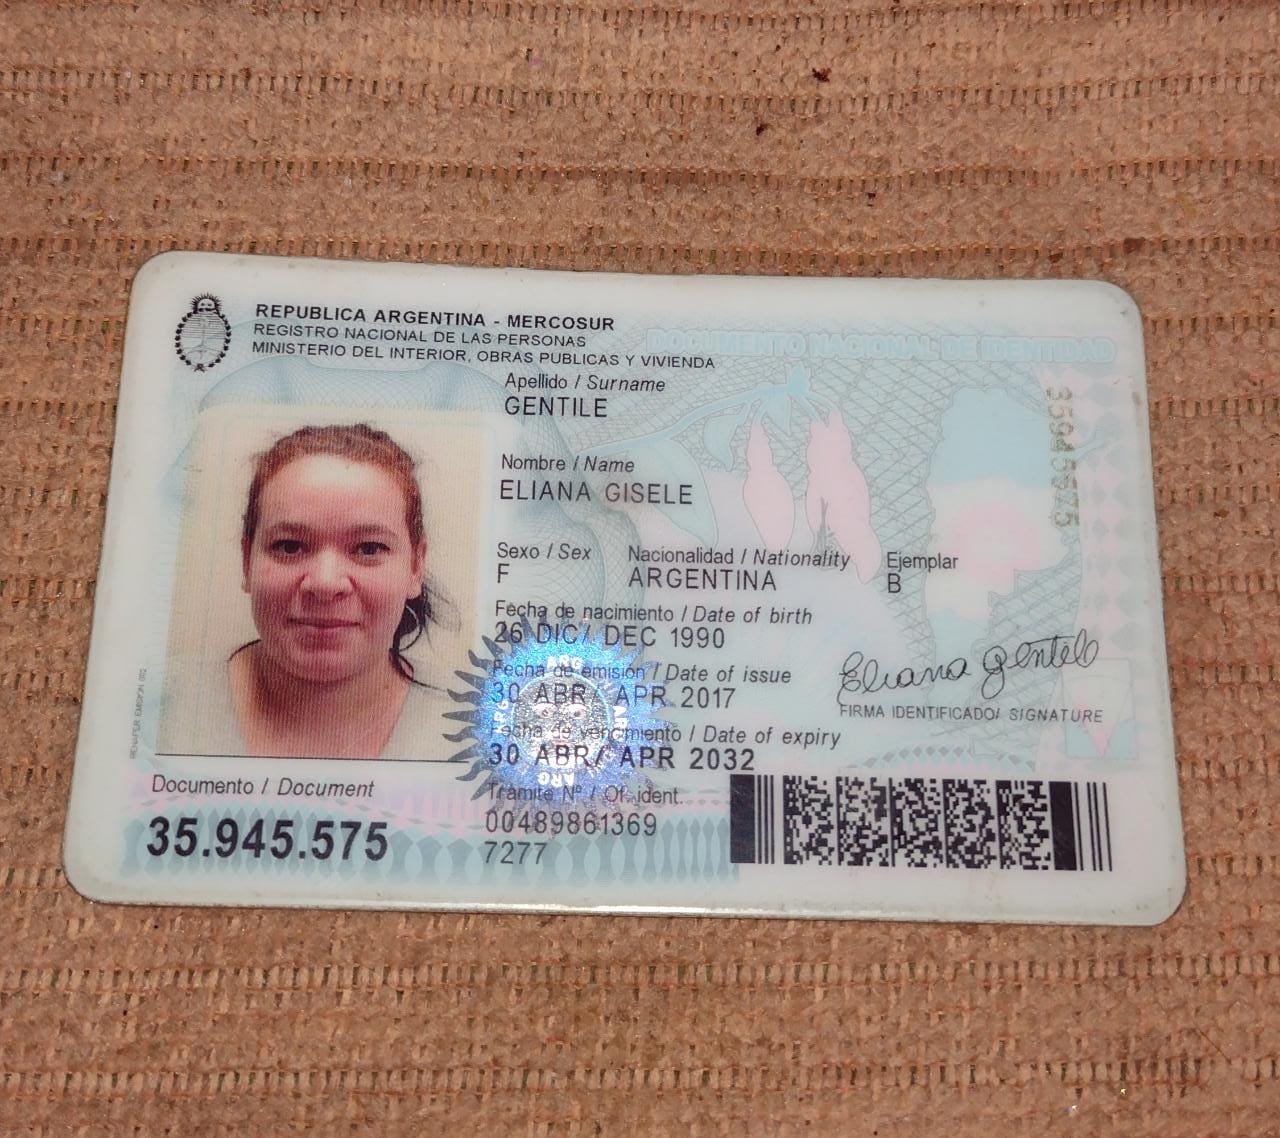 REPUBLICA ARGENTINA - MERCOSUR
REGISTRO NACIONAL DE LAS PERSONAS
MINISTERIO DEL INTERIOR, OBRAS PUBLICAS Y VIVIENDA
DOCUMENTO NACIONAL DE IDENTIDAD
Apellido / Surname
GENTILE
Nombre / Name
ELIANA GISELE
Sexo / Sex Nacionalidad / Nationality Ejemplar
F ARGENTINA B
Fecha de nacimiento / Date of birth
26 DIC/ DEC 1990
Fecha de emisión / Date of issue
30 ABR/ APR 2017
Fecha de vencimiento / Date of expiry
30 ABR/ APR 2032
Eliana Gentile
FIRMA IDENTIFICADO/ SIGNATURE
Documento / Document
35.945.575
Trámite Nº / Of. ident.
00489861369
7277
35945575
ARG
ARG